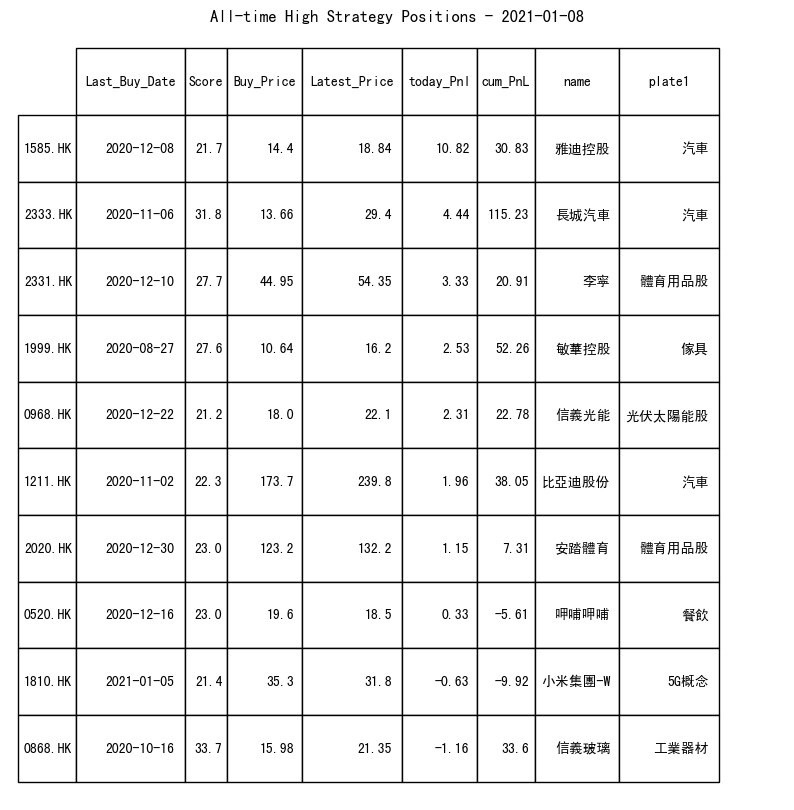 All-time High Strategy Positions - 2021-01-08
Last_Buy_Date Score Buy_Price Latest_Price today_Pnl cum_PnL name plate1
1585.HK 2020-12-08 21.7 14.4 18.84 10.82 30.83 雅迪控股 汽車
2333.HK 2020-11-06 31.8 13.66 29.4 4.44 115.23 長城汽車 汽車
2331.HK 2020-12-10 27.7 44.95 54.35 3.33 20.91 李寧 體育用品股
1999.HK 2020-08-27 27.6 10.64 16.2 2.53 52.26 敏華控股 傢具
0968.HK 2020-12-22 21.2 18.0 22.1 2.31 22.78 信義光能 光伏太陽能股
1211.HK 2020-11-02 22.3 173.7 239.8 1.96 38.05 比亞迪股份 汽車
2020.HK 2020-12-30 23.0 123.2 132.2 1.15 7.31 安踏體育 體育用品股
0520.HK 2020-12-16 23.0 19.6 18.5 0.33 -5.61 呷哺呷哺 餐飲
1810.HK 2021-01-05 21.4 35.3 31.8 -0.63 -9.92 小米集團-W 5G概念
0868.HK 2020-10-16 33.7 15.98 21.35 -1.16 33.6 信義玻璃 工業器材